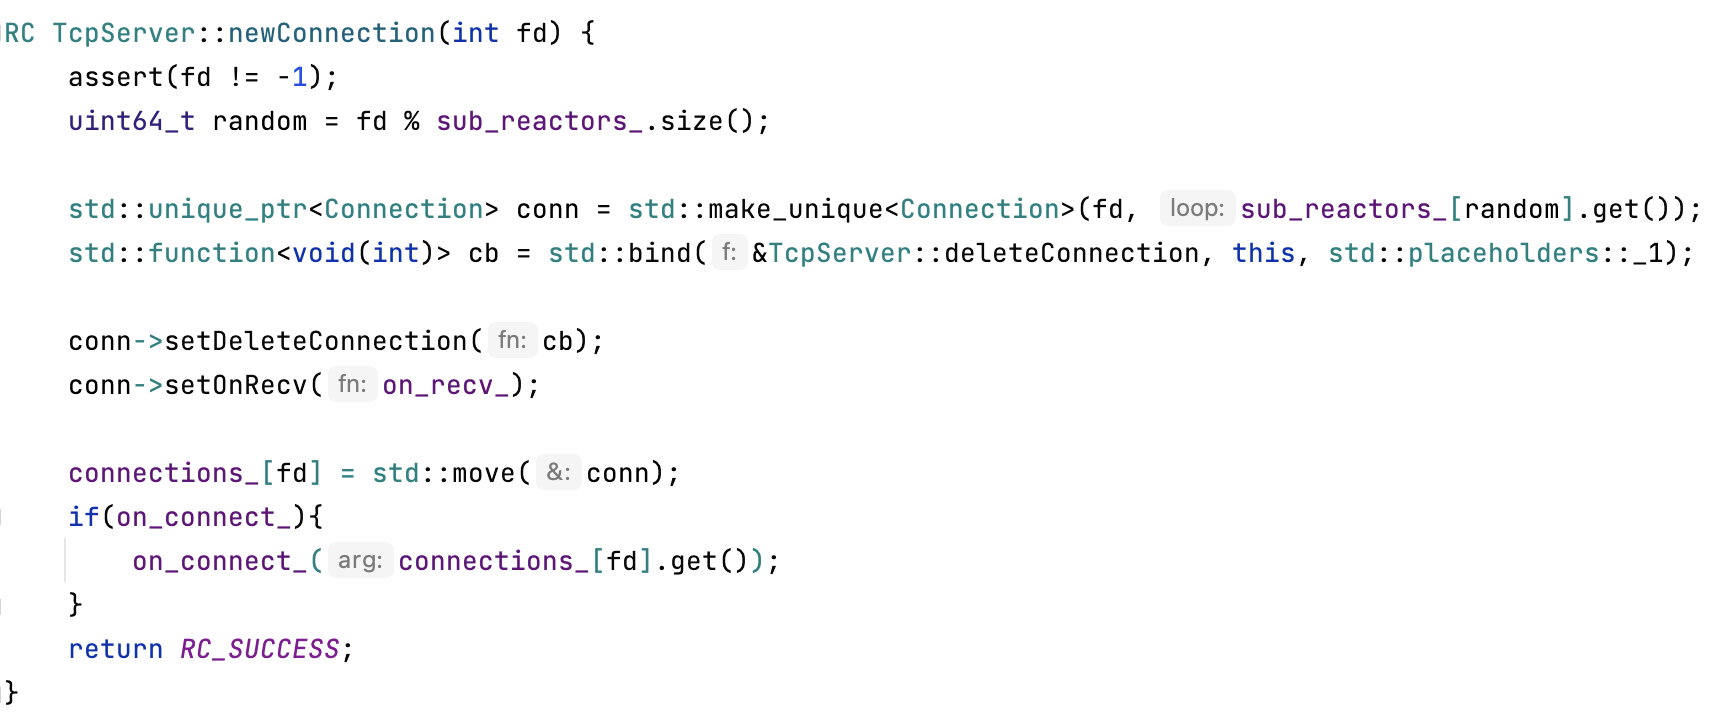 RC TcpServer::newConnection(int fd) {
    assert(fd != -1);
    uint64_t random = fd % sub_reactors_.size();

    std::unique_ptr<Connection> conn = std::make_unique<Connection>(fd, loop: sub_reactors_[random].get());
    std::function<void(int)> cb = std::bind( f: &TcpServer::deleteConnection, this, std::placeholders::_1);

    conn->setDeleteConnection( fn: cb);
    conn->setOnRecv( fn: on_recv_);

    connections_[fd] = std::move( &: conn);
    if(on_connect_){
        on_connect_( arg: connections_[fd].get());
    }
    return RC_SUCCESS;
}